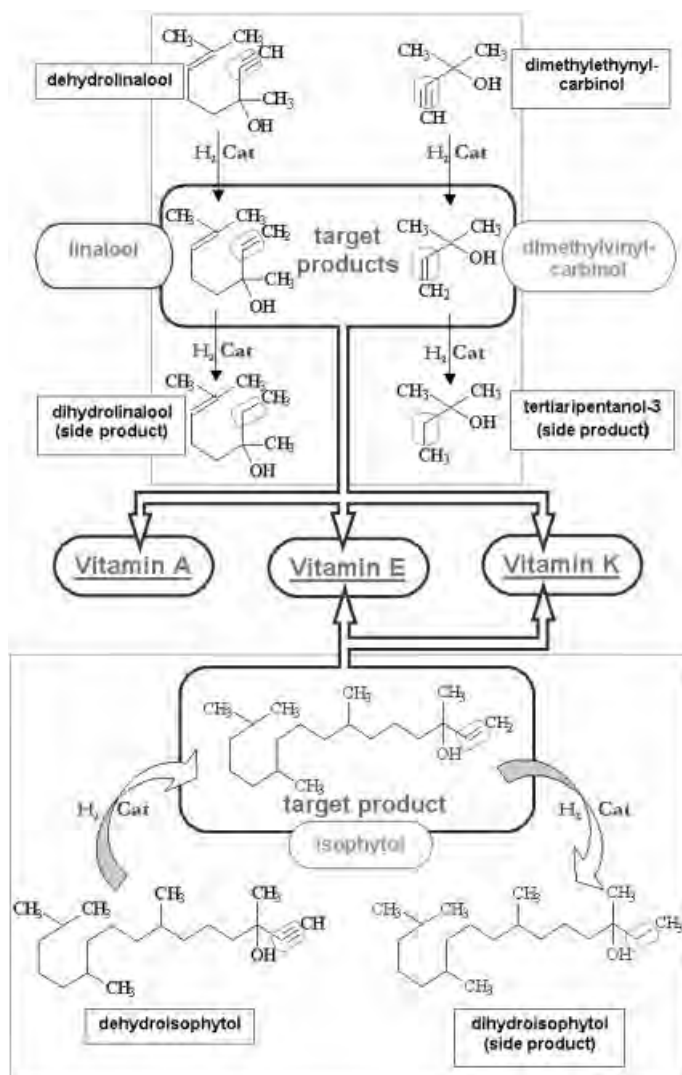 CH₃ CH₃ CH
dehydrolinalool
CH₃
OH
H₂ Cat
CH₃ CH₃
dimethylethynyl-
carbinol
OH
CH
H₂ Cat
linalool
CH₃ CH₃ CH₂
CH₃
OH
target
products
CH₃ CH₃
OH
CH₂
dimethylvinyl-
carbinol
H₂ Cat
H₂ Cat
dihydrolinalool
(side product)
CH₃ CH₃ CH₃
CH₃
OH
CH₃ CH₃
OH
CH₃
tertiaripentanol-3
(side product)
Vitamin A
Vitamin E
Vitamin K
CH₃ CH₃ CH₃ CH₃
CH₂
OH
CH₃
target product
isophytol
H₂ Cat
H₂ Cat
CH₃ CH₃ CH₃ CH₃
CH
OH
CH₃
dehydroisophytol
CH₃ CH₃ CH₃ CH₃
CH₃
OH
CH₃
dihydroisophytol
(side product)